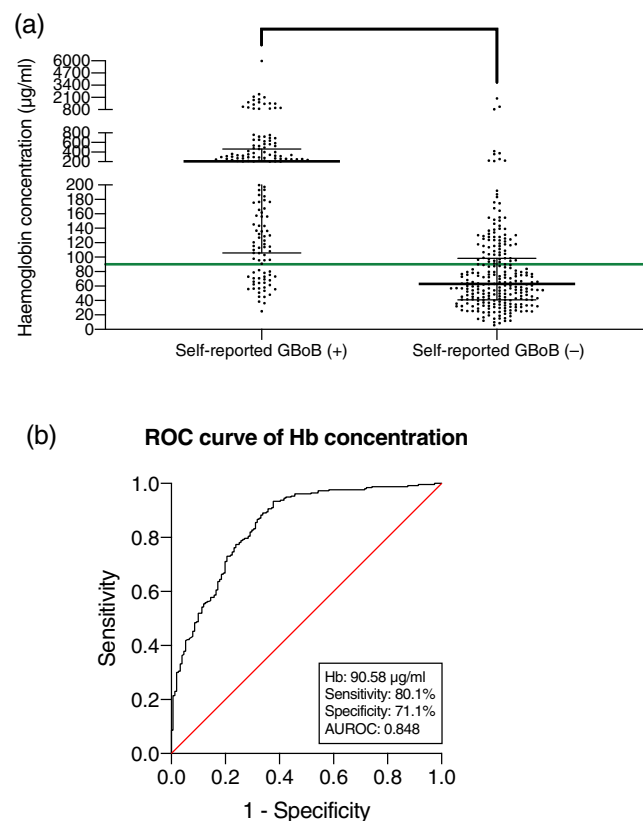 (a)
Haemoglobin concentration (µg/ml)
6000
4700
3400
2100
800
800
600
400
200
200
180
160
140
120
100
80
60
40
20
0
Self-reported GBoB (+)
Self-reported GBoB (–)
(b)
ROC curve of Hb concentration
Sensitivity
1.0
0.8
0.6
0.4
0.2
0.0
Hb: 90.58 µg/ml
Sensitivity: 80.1%
Specificity: 71.1%
AUROC: 0.848
0.0 0.2 0.4 0.6 0.8 1.0
1 - Specificity